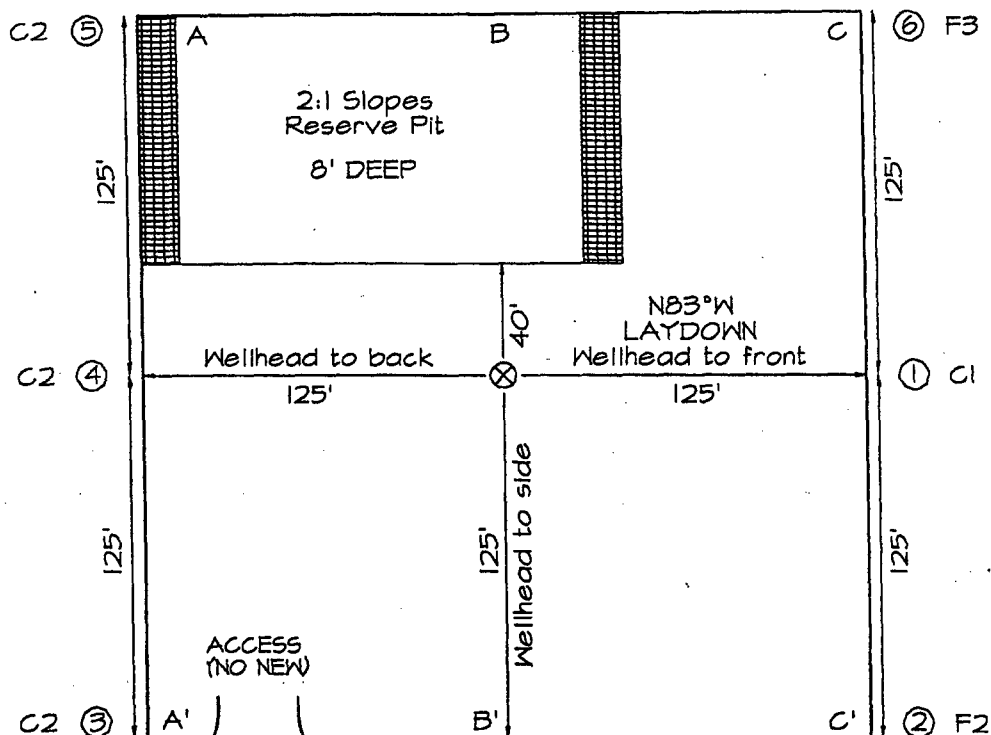 C2 ⑤ A B C ⑥ F3
2:1 Slopes
Reserve Pit
8' DEEP
125'
125'
40'
N83°W
LAYDOWN
Wellhead to back
Wellhead to front
C2 ④
① C1
125'
125'
Wellhead to side
125'
125'
125'
ACCESS
(NO NEW)
C2 ③ A' B' C' ② F2